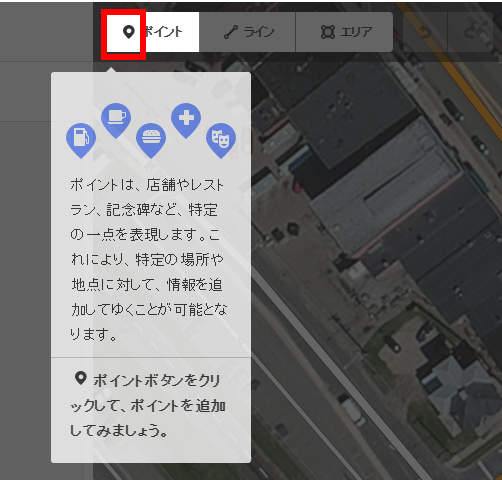 ポイント ライン エリア
ポイントは、店舗やレスト
ラン、記念碑など、特定
の一点を表現します。こ
れにより、特定の場所や
地点に対して、情報を追
加してゆくことが可能とな
ります。
ポイントボタンをクリ
ックして、ポイントを追加
してみましょう。